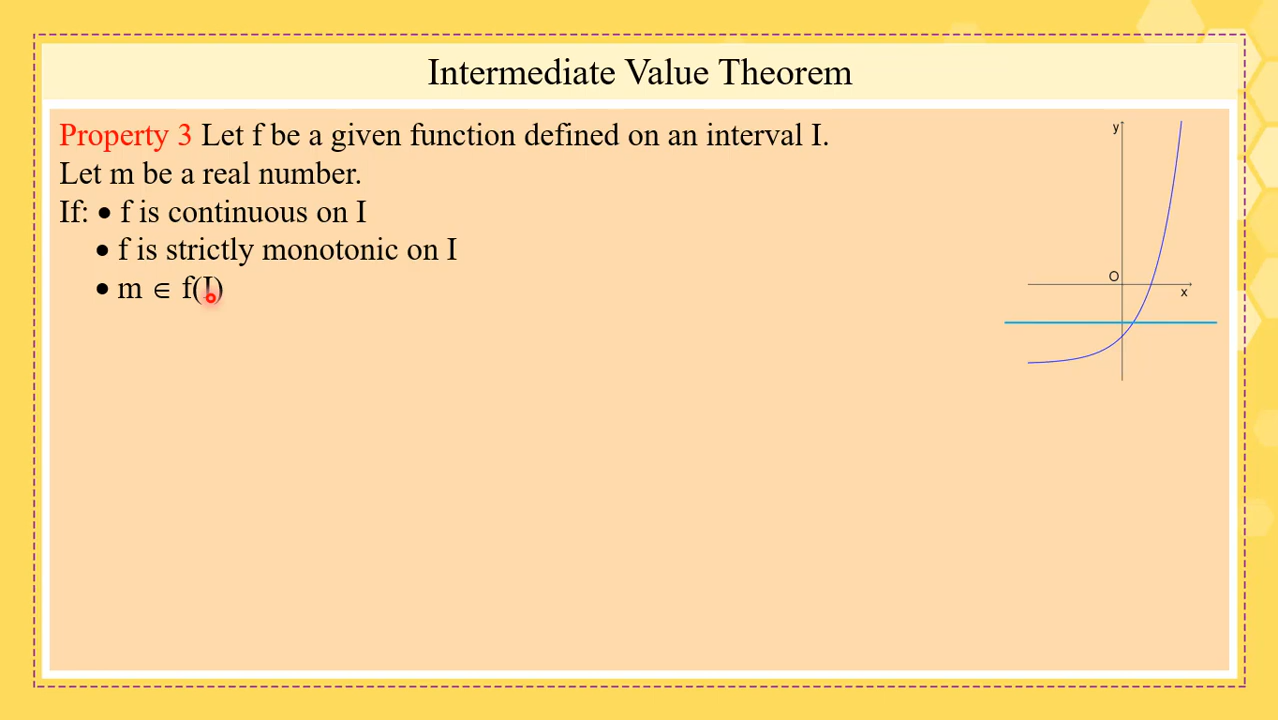 Intermediate Value Theorem
Property 3 Let f be a given function defined on an interval I.
Let m be a real number.
If: • f is continuous on I
• f is strictly monotonic on I
• m ∈ f(I)
y
O
x